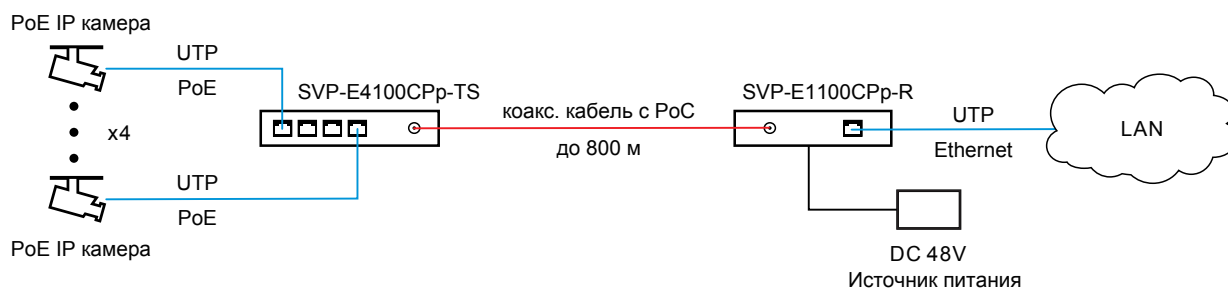 PoE IP камера
UTP
PoE
x4
UTP
PoE
PoE IP камера
SVP-E4100CPp-TS
коакс. кабель с PoC
до 800 м
SVP-E1100CPp-R
UTP
Ethernet
LAN
DC 48V
Источник питания